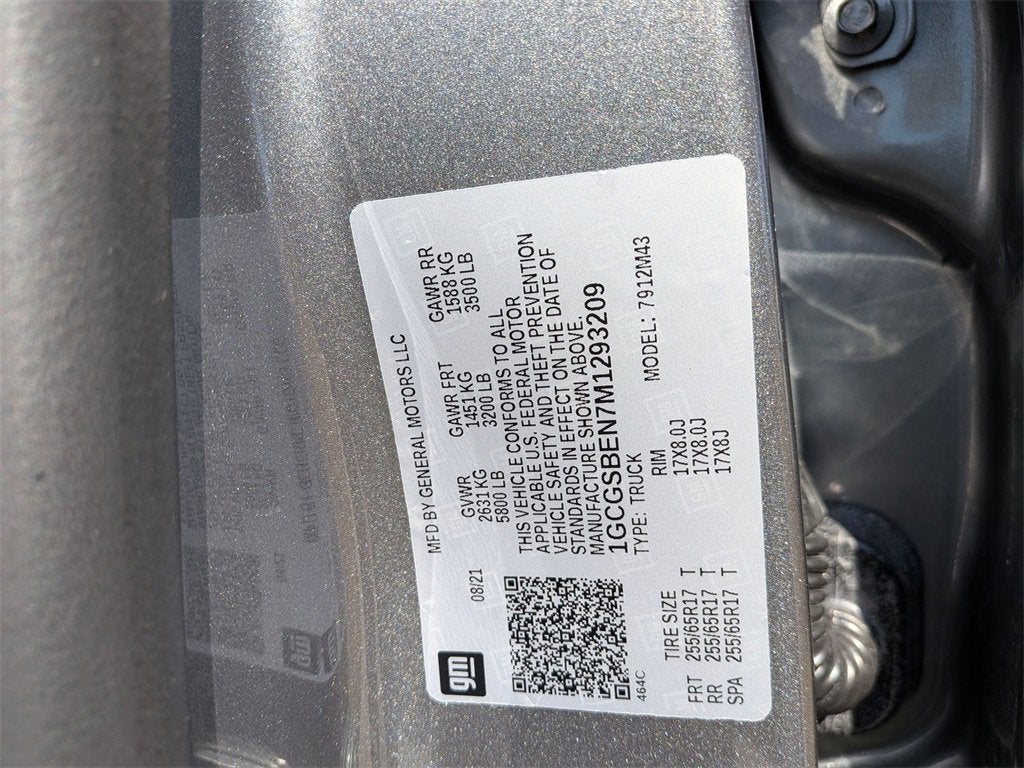 gm
08/21
MFD BY GENERAL MOTORS LLC
GVWR GAWR FRT GAWR RR
2631 KG 1451 KG 1588 KG
5800 LB 3200 LB 3500 LB
THIS VEHICLE CONFORMS TO ALL
APPLICABLE U.S. FEDERAL MOTOR
VEHICLE SAFETY AND THEFT PREVENTION
STANDARDS IN EFFECT ON THE DATE OF
MANUFACTURE SHOWN ABOVE.
1GCGSBEN7M1293209
464C
TYPE: TRUCK MODEL: 7912M43
TIRE SIZE RIM
FRT 255/65R17 T 17X8.0J
RR 255/65R17 T 17X8.0J
SPA 255/65R17 T 17X8J